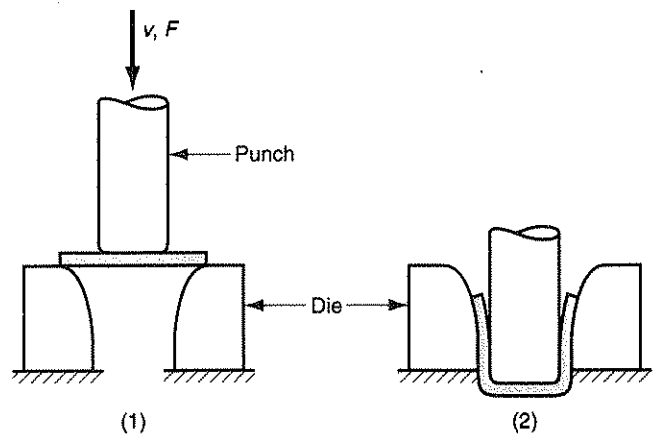 v, F
Punch
Die
(1)
(2)